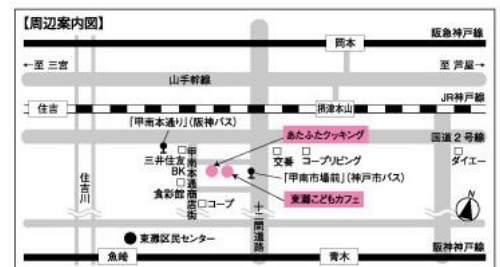 【周辺案内図】
阪急神戸線
岡本
←至 三宮
至 芦屋→
山手幹線
JR神戸線
住吉
摂津本山
「甲南本通り」(阪神バス)
国道2号線
あたふたクッキング
三井住友BK
甲南本通商店街
交番
コープリビング
ダイエー
住吉川
食彩館
「甲南市場前」(神戸市バス)
コープ
東灘こどもカフェ
十二間道路
N
東灘区民センター
阪神神戸線
魚崎
青木